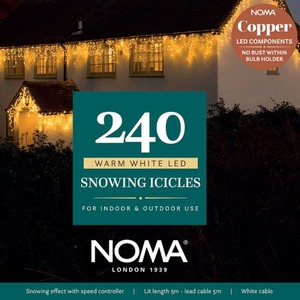 NOMA®
Copper
LED COMPONENTS
NO RUST WITHIN
BULB HOLDER
240
WARM WHITE LED
SNOWING ICICLES
FOR INDOOR & OUTDOOR USE
NOMA®
LONDON 1939
Snowing effect with speed controller | Lit length 5m - lead cable 5m | White cable